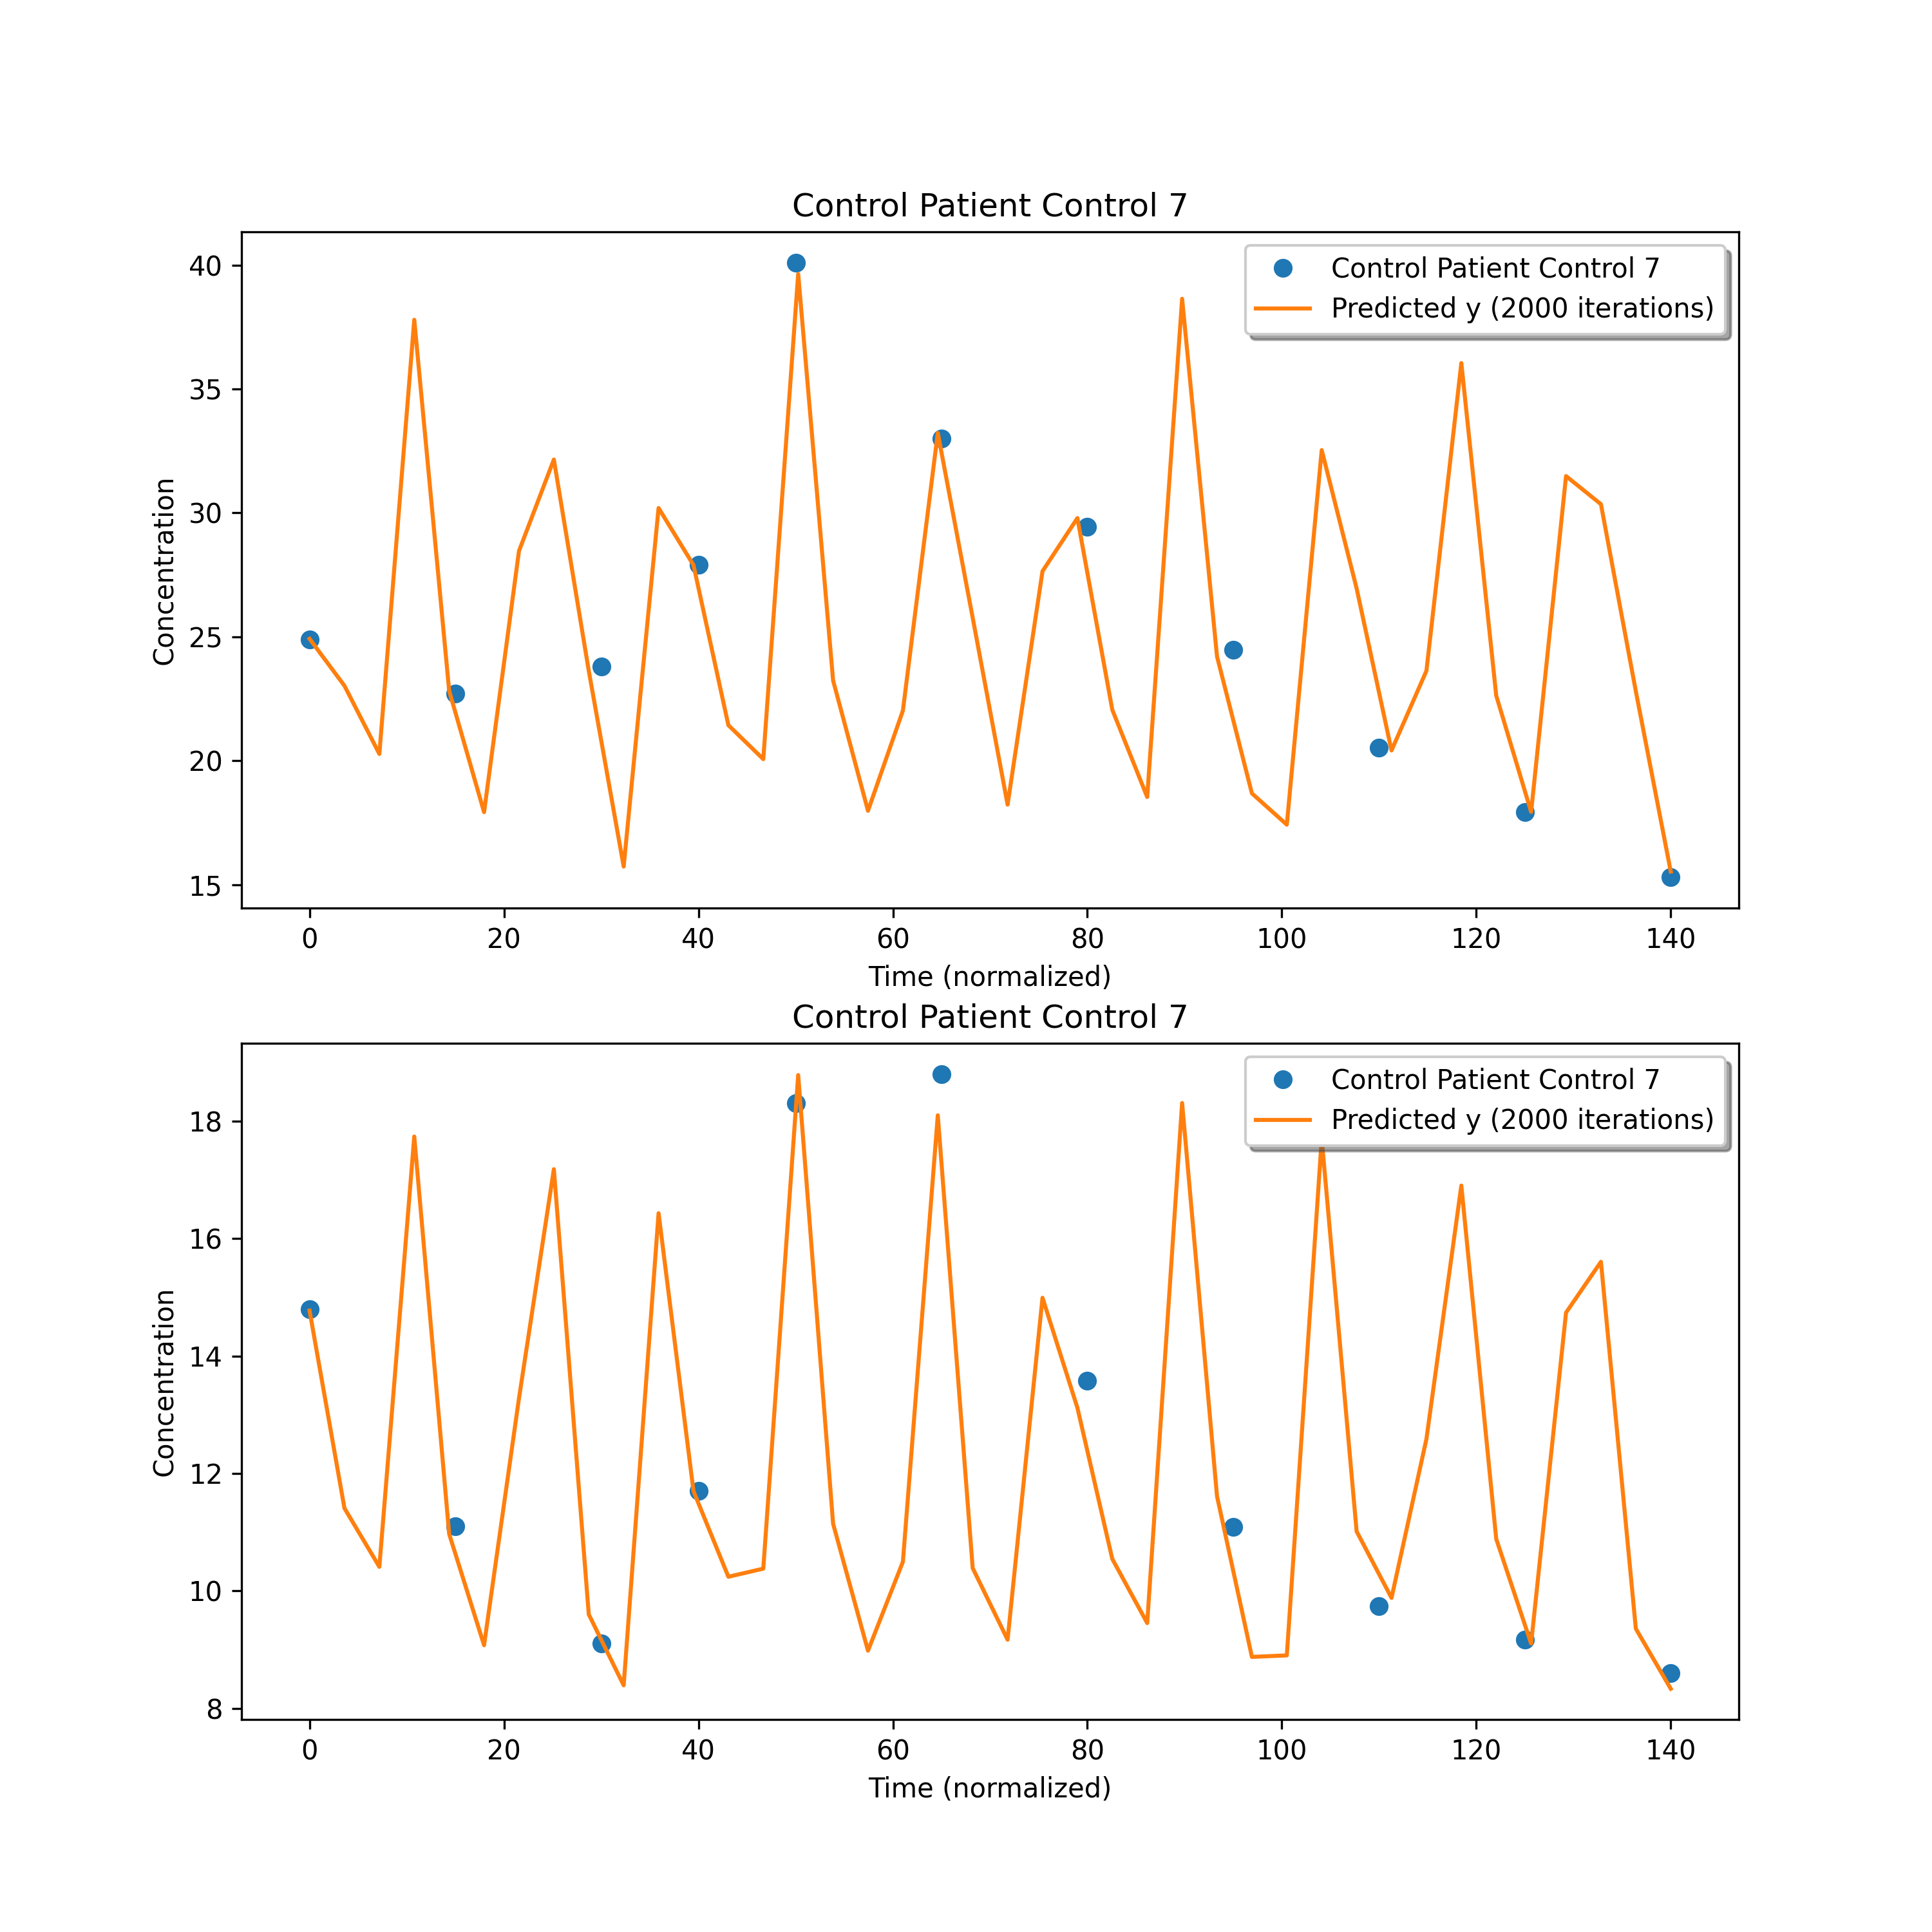 Control Patient Control 7
Control Patient Control 7
Predicted y (2000 iterations)
Concentration
40
35
30
25
20
15
0 20 40 60 80 100 120 140
Time (normalized)
Control Patient Control 7
Control Patient Control 7
Predicted y (2000 iterations)
Concentration
18
16
14
12
10
8
0 20 40 60 80 100 120 140
Time (normalized)